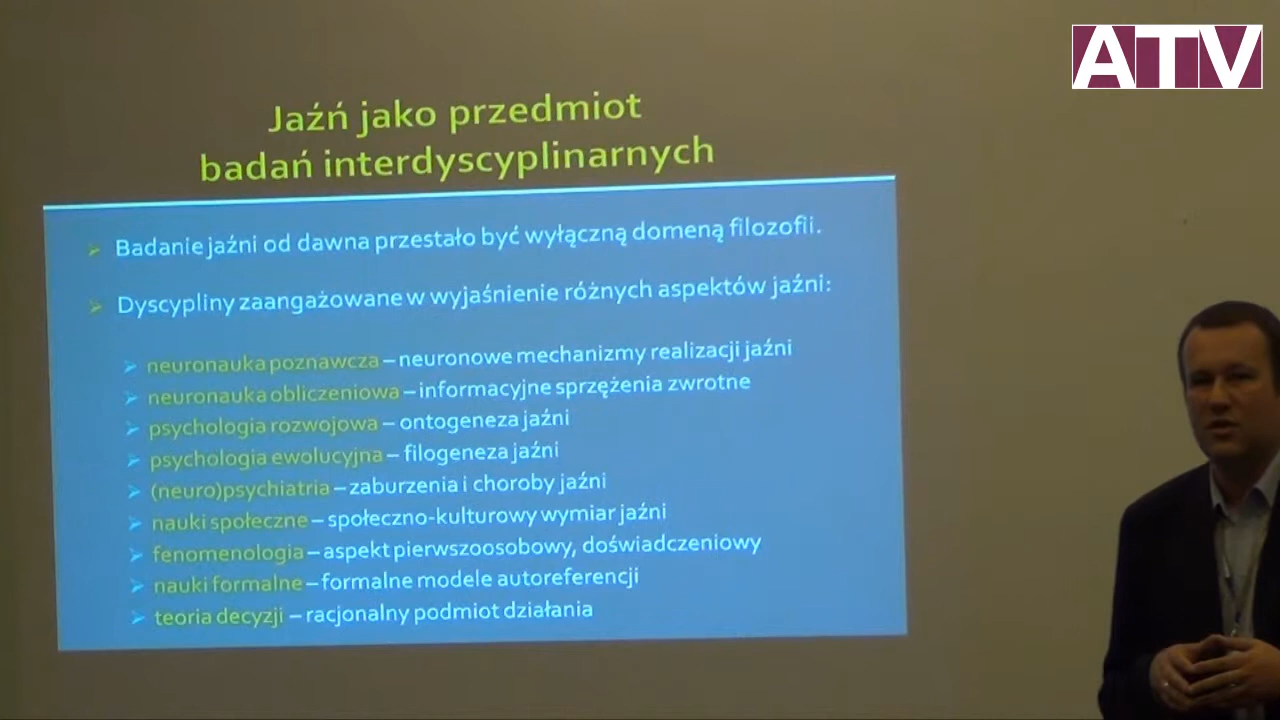 ATV
Jaźń jako przedmiot
badań interdyscyplinarnych
Badanie jaźni od dawna przestało być wyłączną domeną filozofii.
Dyscypliny zaangażowane w wyjaśnienie różnych aspektów jaźni:
neuronauka poznawcza – neuronowe mechanizmy realizacji jaźni
neuronauka obliczeniowa – informacyjne sprzężenia zwrotne
psychologia rozwojowa – ontogeneza jaźni
psychologia ewolucyjna – filogeneza jaźni
(neuro)psychiatria – zaburzenia i choroby jaźni
nauki społeczne – społeczno-kulturowy wymiar jaźni
fenomenologia – aspekt pierwszoosobowy, doświadczeniowy
nauki formalne – formalne modele autoreferencji
teoria decyzji – racjonalny podmiot działania